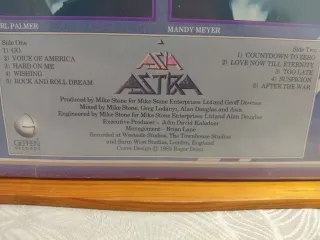 RL PALMER
MANDY MEYER
Side One
1) GO
2) VOICE OF AMERICA
3) HARD ON ME
4) WISHING
5) ROCK AND ROLL DREAM
ASIA
ASTRA
Side Two
1) COUNTDOWN TO ZERO
2) LOVE NOW TILL ETERNITY
3) TOO LATE
4) SUSPICION
5) AFTER THE WAR
Produced by Mike Stone for Mike Stone Enterprises Ltd and Geoff Downes
Mixed by Mike Stone, Greg Ladanyi, Alan Douglas and Asia
Engineered by Mike Stone for Mike Stone Enterprises Ltd and Alan Douglas
Executive Producer - John David Kalodner
Management - Brian Lane
Recorded at Westside Studios, The Townhouse Studios
and Sarm West Studios, London, England
Cover Design © 1985 Roger Dean
GEFFEN
RECORDS